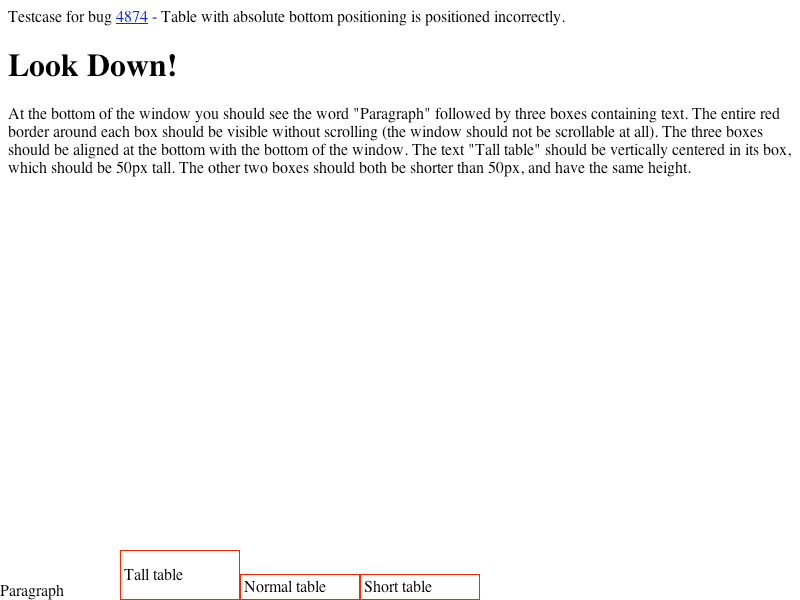 Testcase for bug 4874 - Table with absolute bottom positioning is positioned incorrectly.
Look Down!
At the bottom of the window you should see the word "Paragraph" followed by three boxes containing text. The entire red
border around each box should be visible without scrolling (the window should not be scrollable at all). The three boxes
should be aligned at the bottom with the bottom of the window. The text "Tall table" should be vertically centered in its box,
which should be 50px tall. The other two boxes should both be shorter than 50px, and have the same height.
Paragraph
Tall table
Normal table
Short table